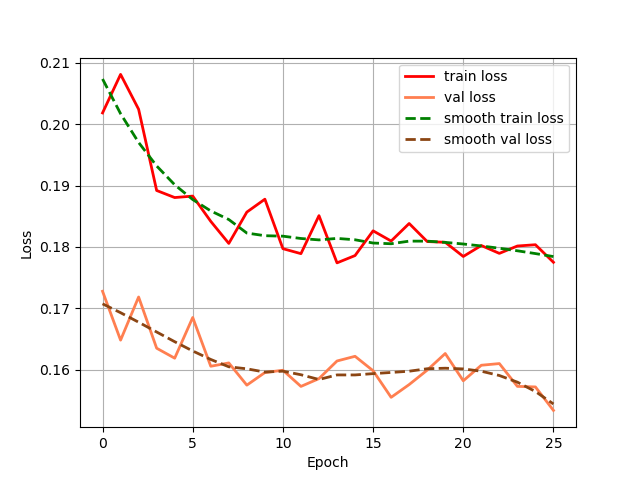 0.21
0.20
0.19
0.18
0.17
0.16
Loss
train loss
val loss
smooth train loss
smooth val loss
0 5 10 15 20 25
Epoch